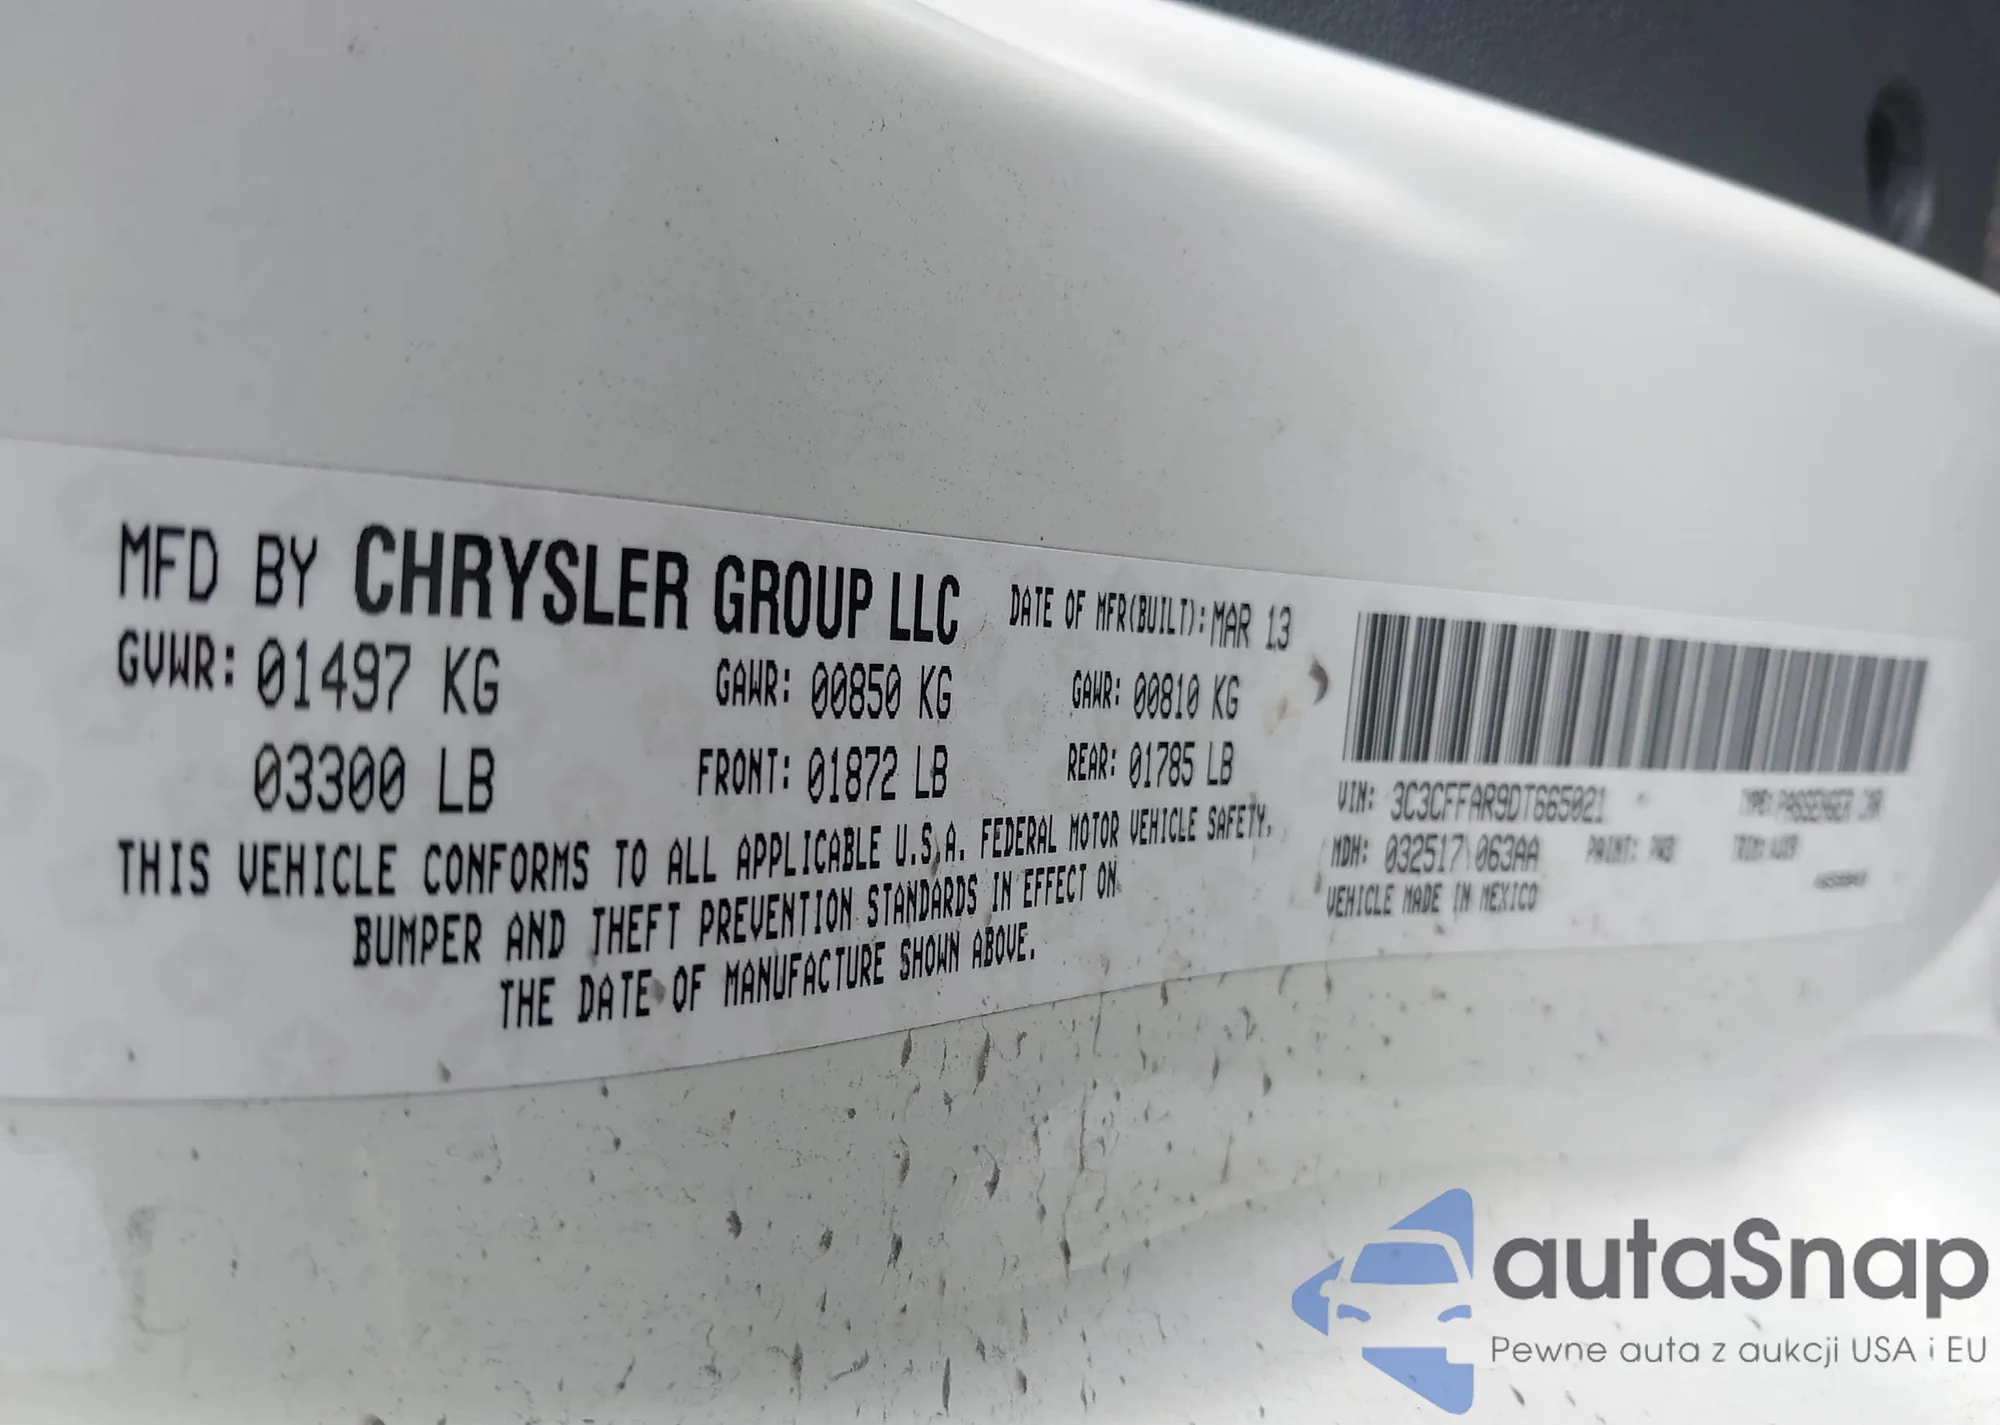 MFD BY CHRYSLER GROUP LLC
DATE OF MFR(BUILT): MAR 13
GVWR: 01497 KG
GAWR: 00850 KG
GAWR: 00810 KG
03300 LB
FRONT: 01872 LB
REAR: 01785 LB
THIS VEHICLE CONFORMS TO ALL APPLICABLE U.S.A. FEDERAL MOTOR VEHICLE SAFETY,
BUMPER AND THEFT PREVENTION STANDARDS IN EFFECT ON
THE DATE OF MANUFACTURE SHOWN ABOVE.
VIN: 3C3CFFAR9DT665021
TYPE: PASSENGER CAR
MDH: 032517 063AA
PAINT:
TRIM:
VEHICLE MADE IN MEXICO
autaSnap
Pewne auta z aukcji USA i EU